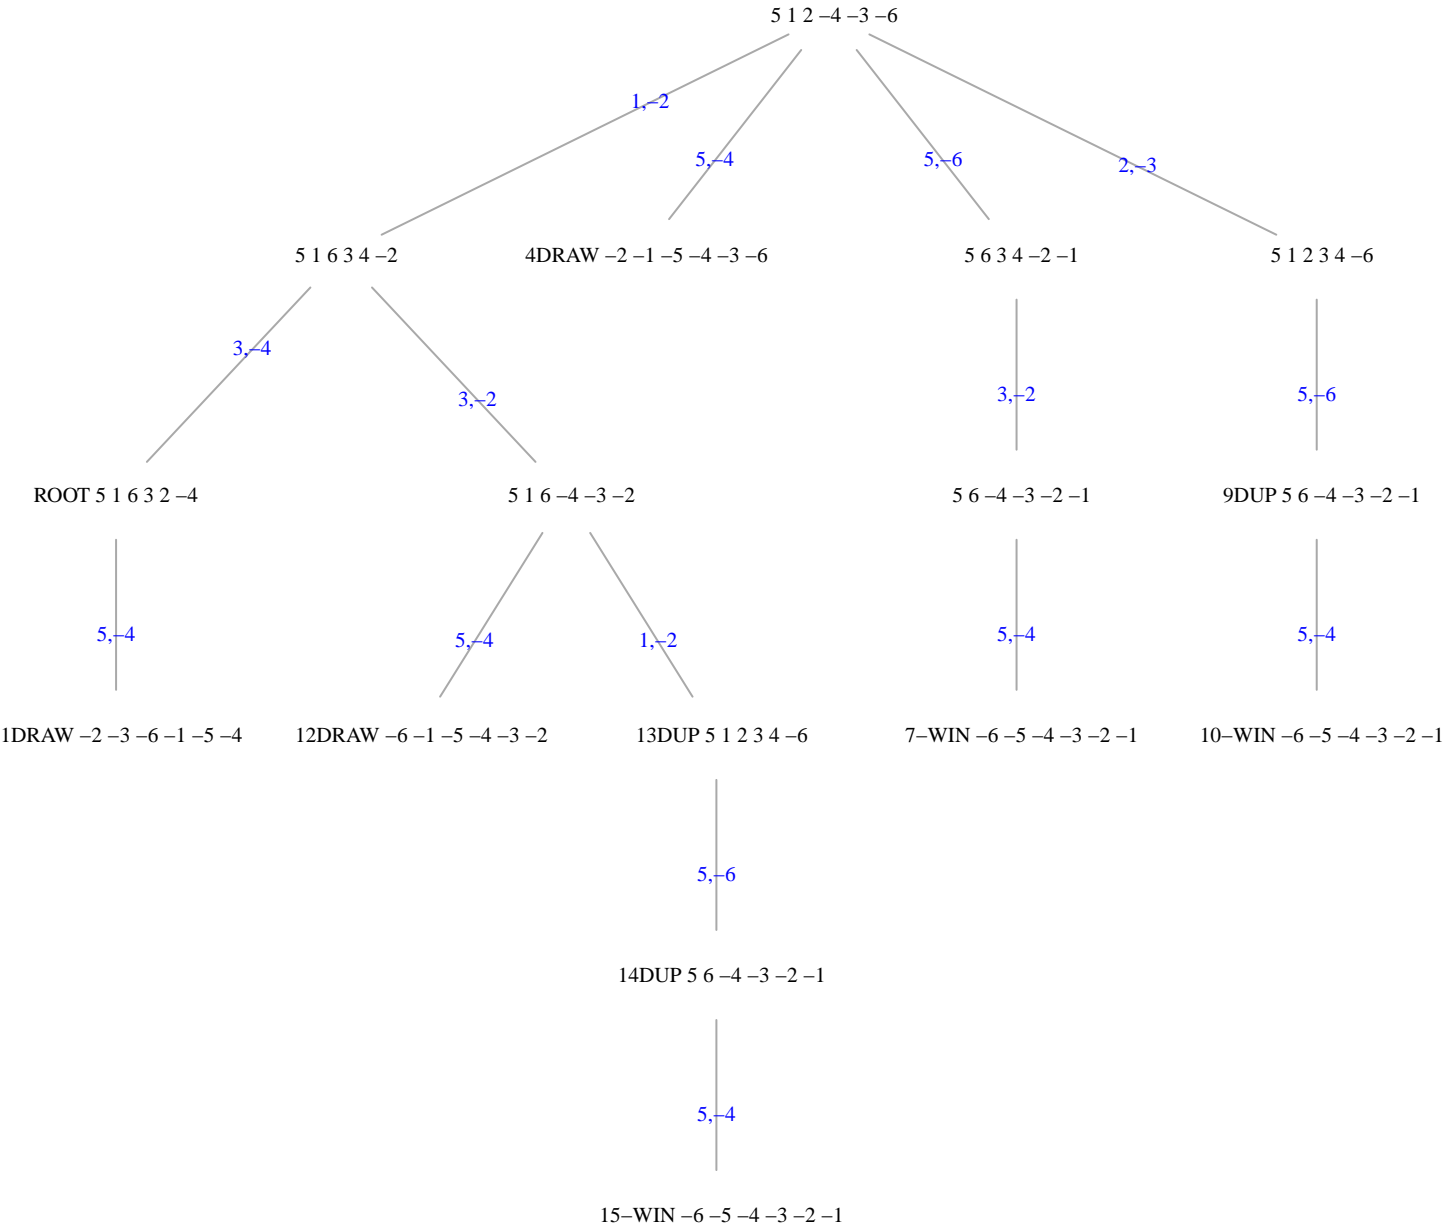 5 1 2 –4 –3 –6
1,–2
5,–4
5,–6
2,–3
5 1 6 3 4 –2
4DRAW –2 –1 –5 –4 –3 –6
5 6 3 4 –2 –1
5 1 2 3 4 –6
3,–4
3,–2
3,–2
5,–6
ROOT 5 1 6 3 2 –4
5 1 6 –4 –3 –2
5 6 –4 –3 –2 –1
9DUP 5 6 –4 –3 –2 –1
5,–4
5,–4
1,–2
5,–4
5,–4
1DRAW –2 –3 –6 –1 –5 –4
12DRAW –6 –1 –5 –4 –3 –2
13DUP 5 1 2 3 4 –6
7–WIN –6 –5 –4 –3 –2 –1
10–WIN –6 –5 –4 –3 –2 –1
5,–6
14DUP 5 6 –4 –3 –2 –1
5,–4
15–WIN –6 –5 –4 –3 –2 –1